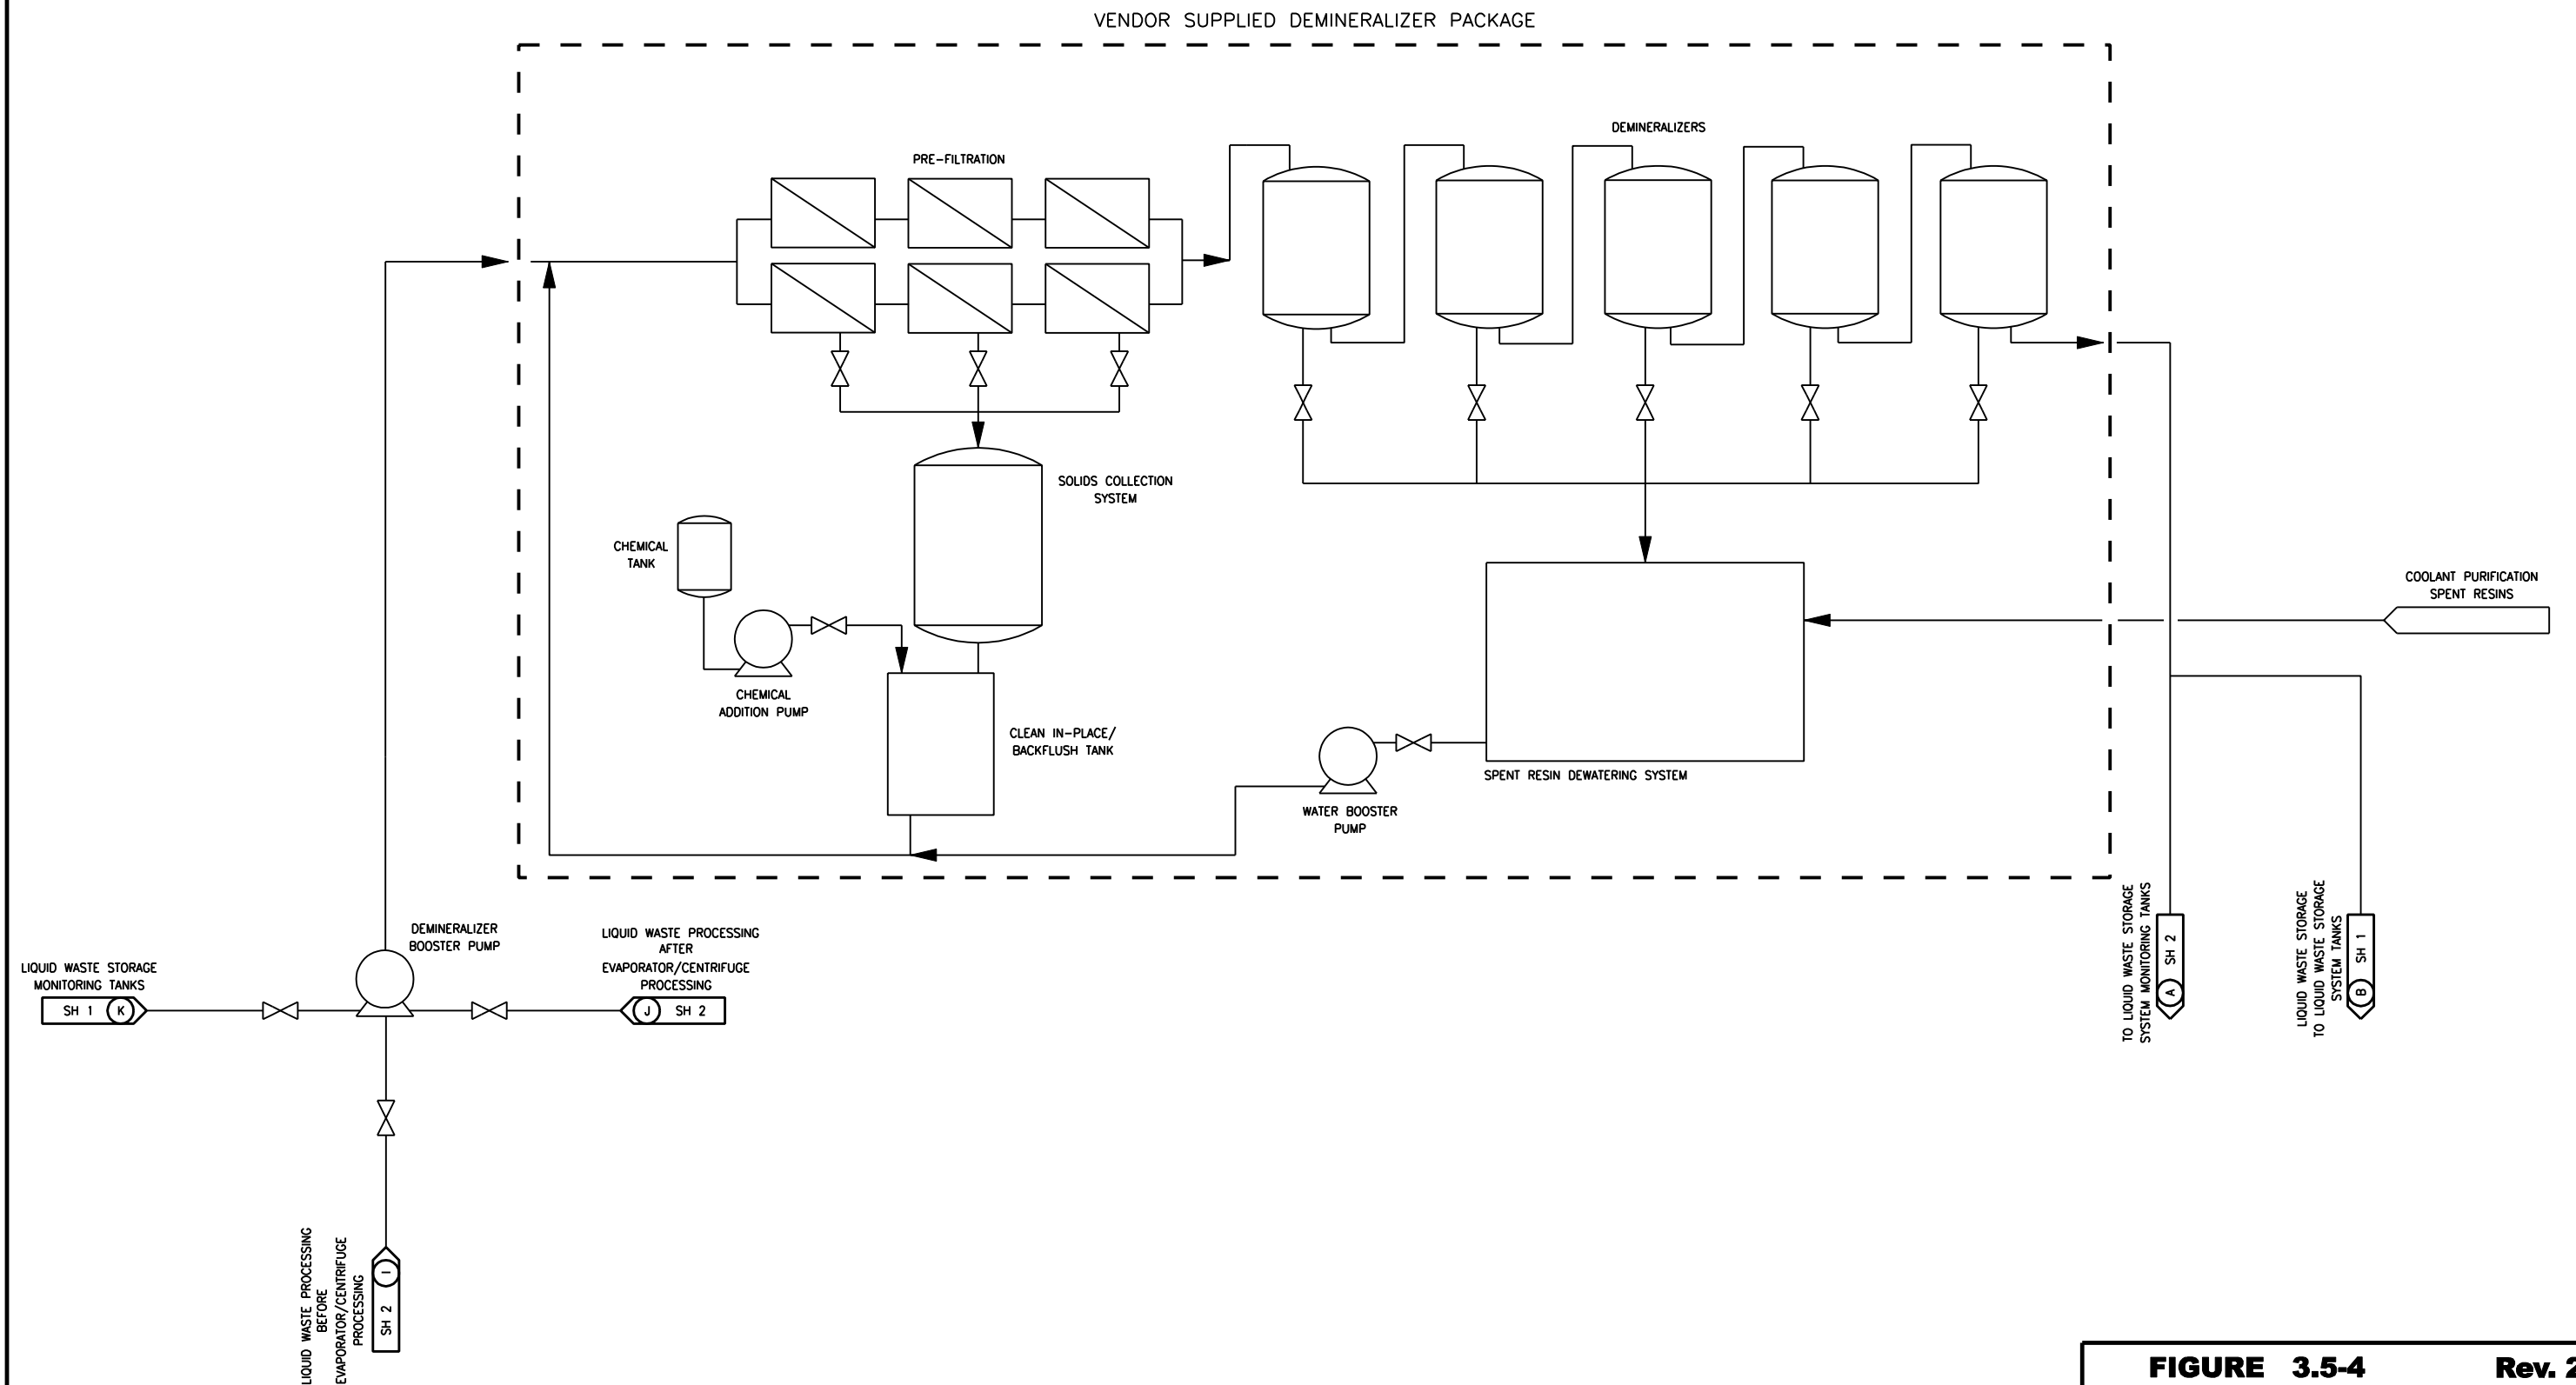 VENDOR SUPPLIED DEMINERALIZER PACKAGE
DEMINERALIZERS
PRE-FILTRATION
SOLIDS COLLECTION
SYSTEM
CHEMICAL
TANK
CHEMICAL
ADDITION PUMP
CLEAN IN-PLACE/
BACKFLUSH TANK
WATER BOOSTER
PUMP
SPENT RESIN DEWATERING SYSTEM
COOLANT PURIFICATION
SPENT RESINS
DEMINERALIZER
BOOSTER PUMP
LIQUID WASTE STORAGE
MONITORING TANKS
SH 1 K
LIQUID WASTE PROCESSING
AFTER
EVAPORATOR/CENTRIFUGE
PROCESSING
J SH 2
LIQUID WASTE PROCESSING
BEFORE
EVAPORATOR/CENTRIFUGE
PROCESSING
SH 2 I
TO LIQUID WASTE STORAGE
SYSTEM MONITORING TANKS
A SH 2
LIQUID WASTE STORAGE
TO LIQUID WASTE STORAGE
SYSTEM TANKS
B SH 1
FIGURE 3.5-4 Rev. 2